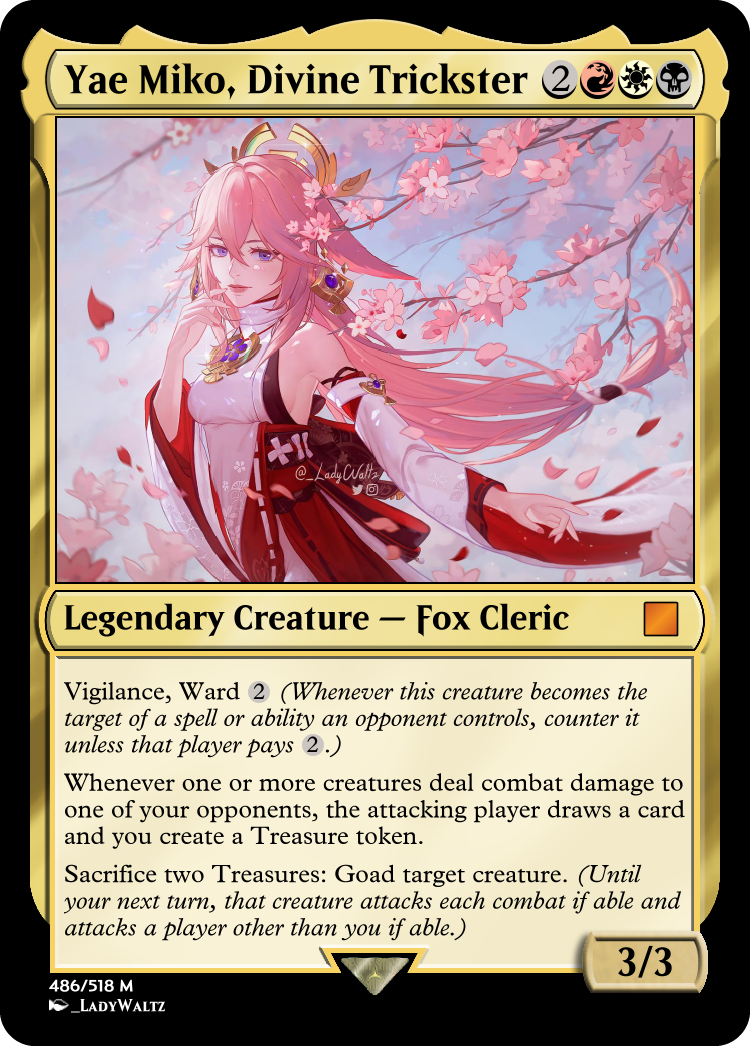 Yae Miko, Divine Trickster 2
@_LadyWaltz
Legendary Creature — Fox Cleric
Vigilance, Ward 2 (Whenever this creature becomes the
target of a spell or ability an opponent controls, counter it
unless that player pays 2.)
Whenever one or more creatures deal combat damage to
one of your opponents, the attacking player draws a card
and you create a Treasure token.
Sacrifice two Treasures: Goad target creature. (Until
your next turn, that creature attacks each combat if able and
attacks a player other than you if able.)
3/3
486/518 M
_LadyWaltz